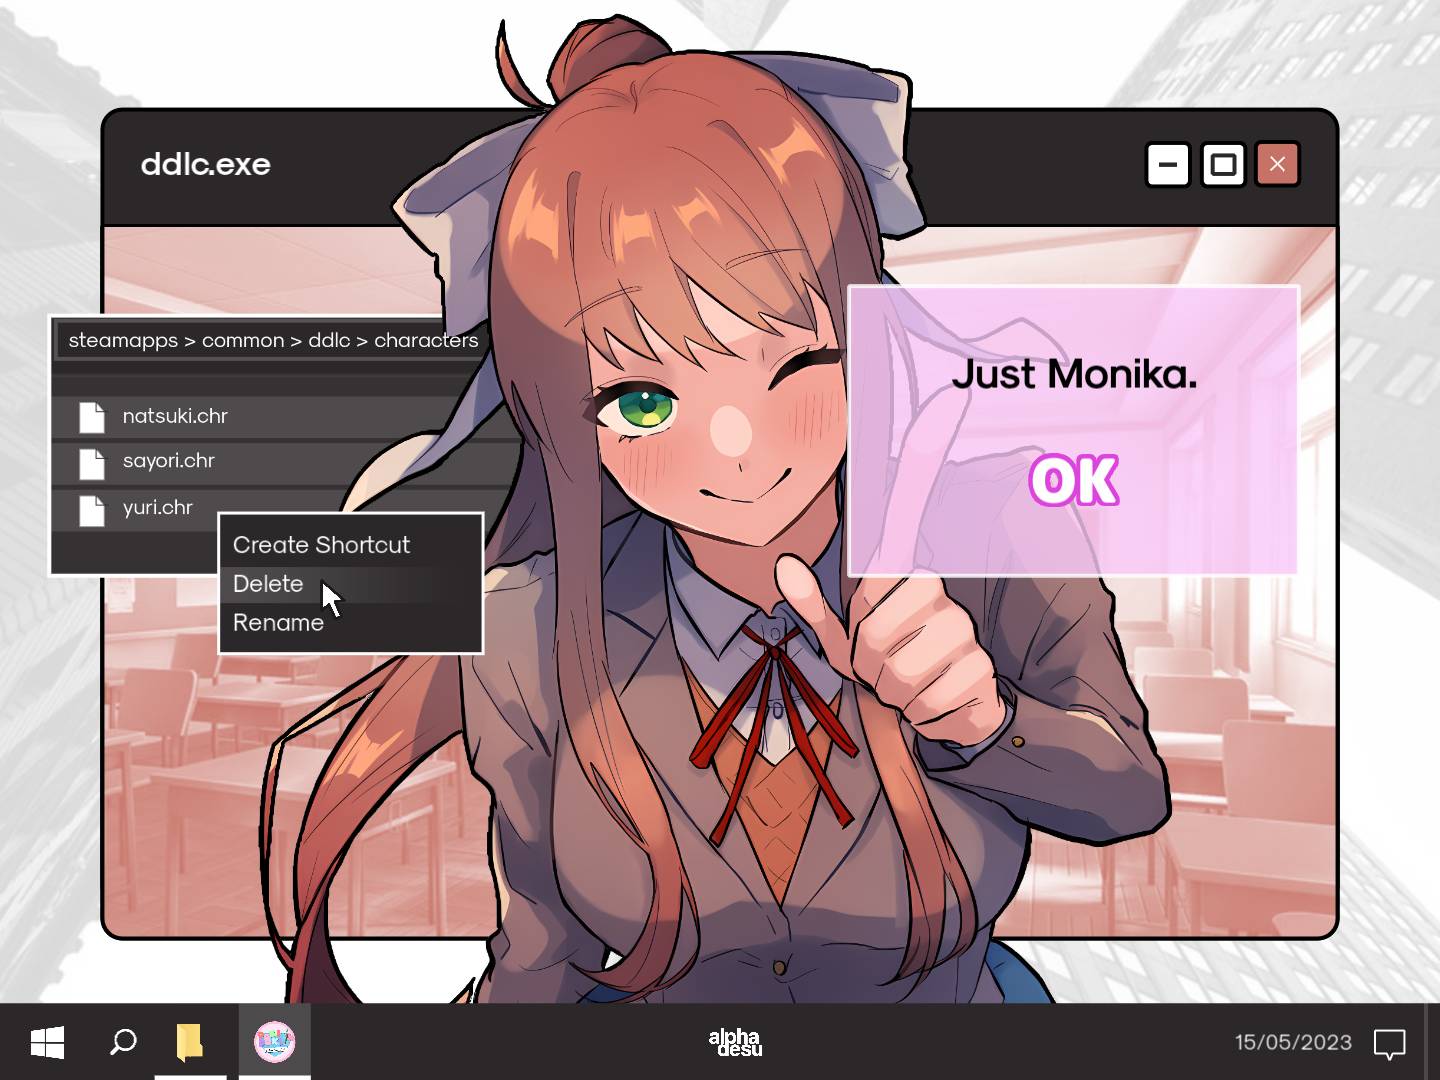 ddlc.exe
steamapps > common > ddlc > characters
natsuki.chr
sayori.chr
yuri.chr
Create Shortcut
Delete
Rename
Just Monika.
OK
alpha
desu
15/05/2023